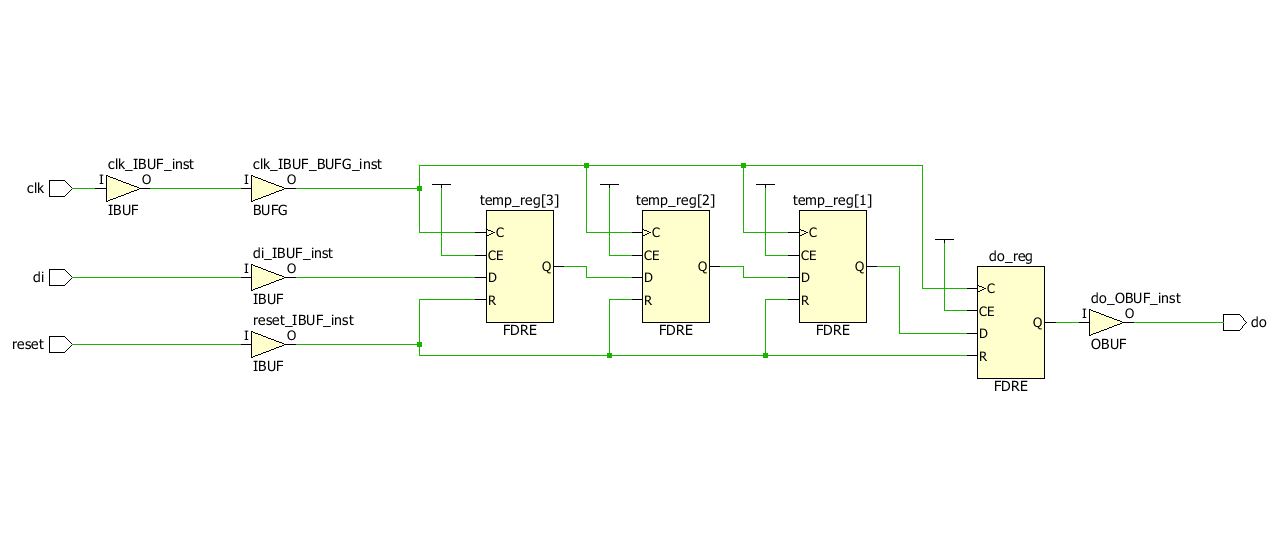 clk_IBUF_inst
clk_IBUF_BUFG_inst
clk
I
O
I
O
IBUF
BUFG
temp_reg[3]
temp_reg[2]
temp_reg[1]
C
CE
D
R
Q
FDRE
C
CE
D
R
Q
FDRE
C
CE
D
R
Q
FDRE
di_IBUF_inst
di
I
O
IBUF
reset_IBUF_inst
reset
I
O
IBUF
do_reg
C
CE
D
R
Q
FDRE
do_OBUF_inst
I
O
OBUF
do